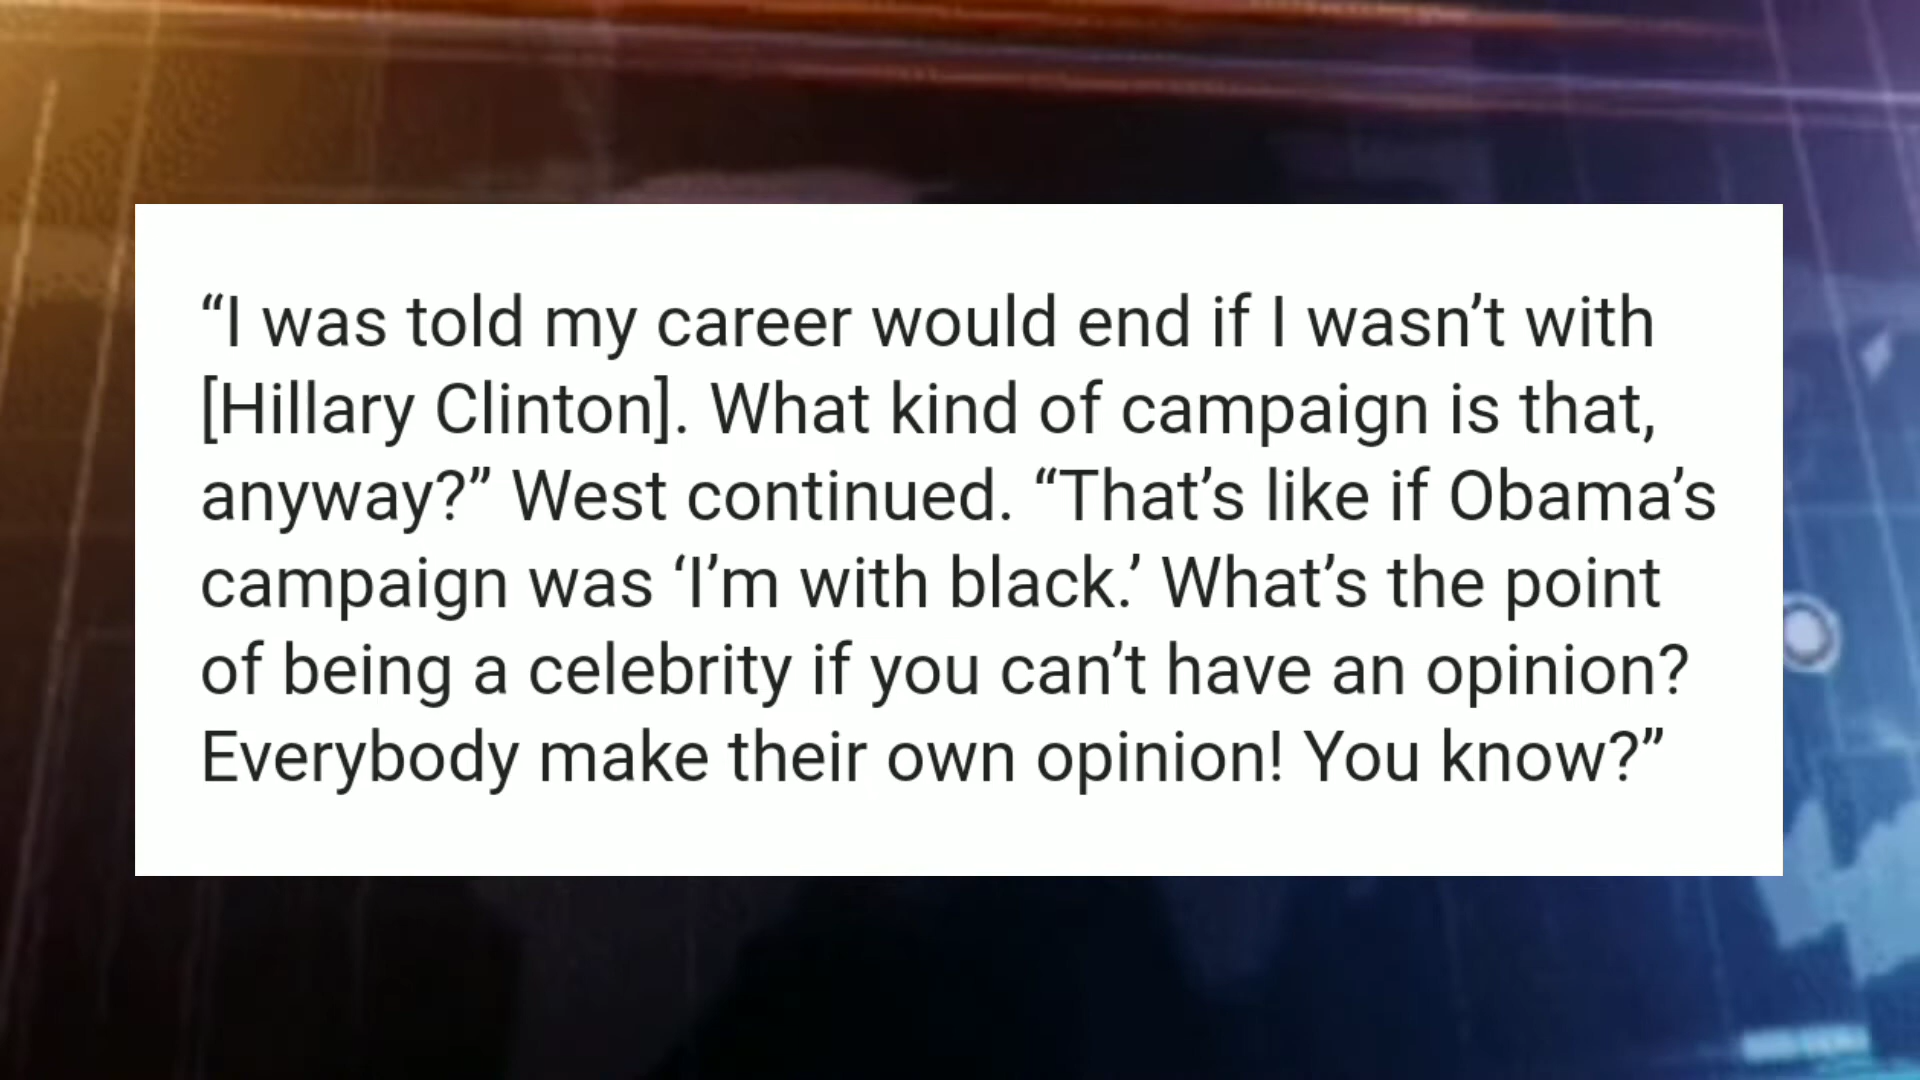 “I was told my career would end if I wasn’t with
[Hillary Clinton]. What kind of campaign is that,
anyway?” West continued. “That’s like if Obama’s
campaign was ‘I’m with black.’ What’s the point
of being a celebrity if you can’t have an opinion?
Everybody make their own opinion! You know?”